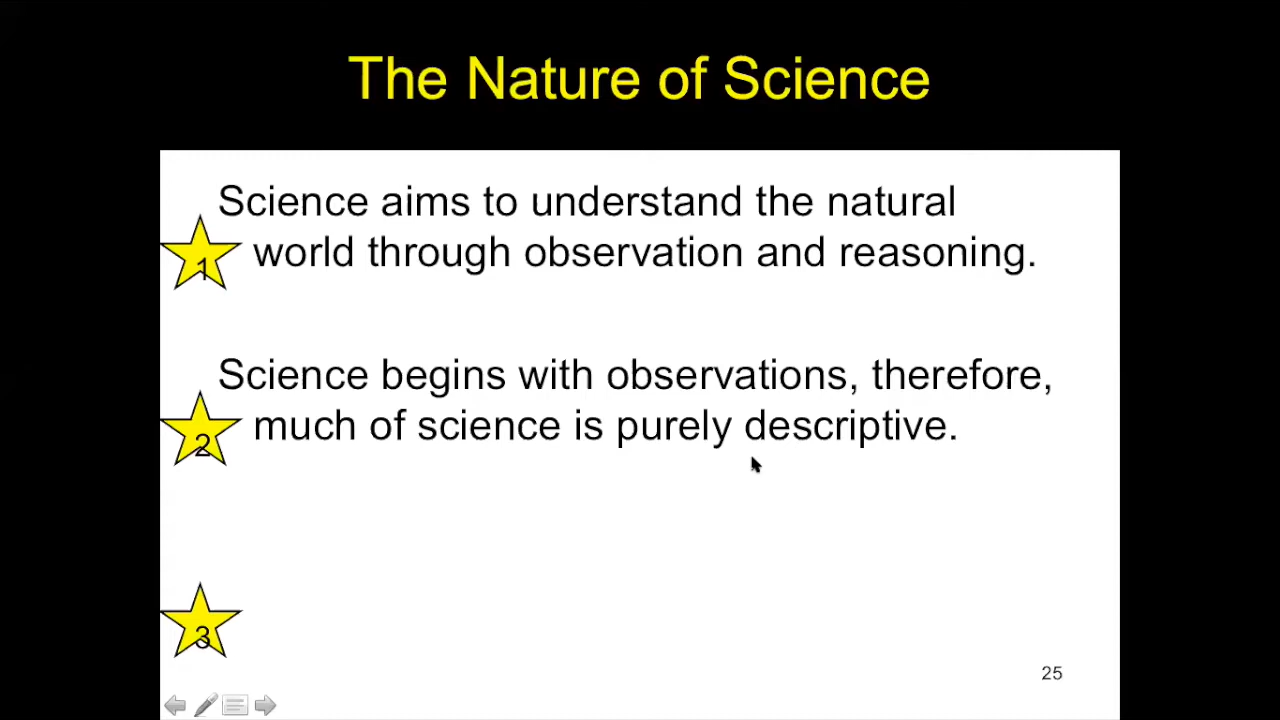 The Nature of Science
Science aims to understand the natural
1
world through observation and reasoning.
Science begins with observations, therefore,
2
much of science is purely descriptive.
3
25